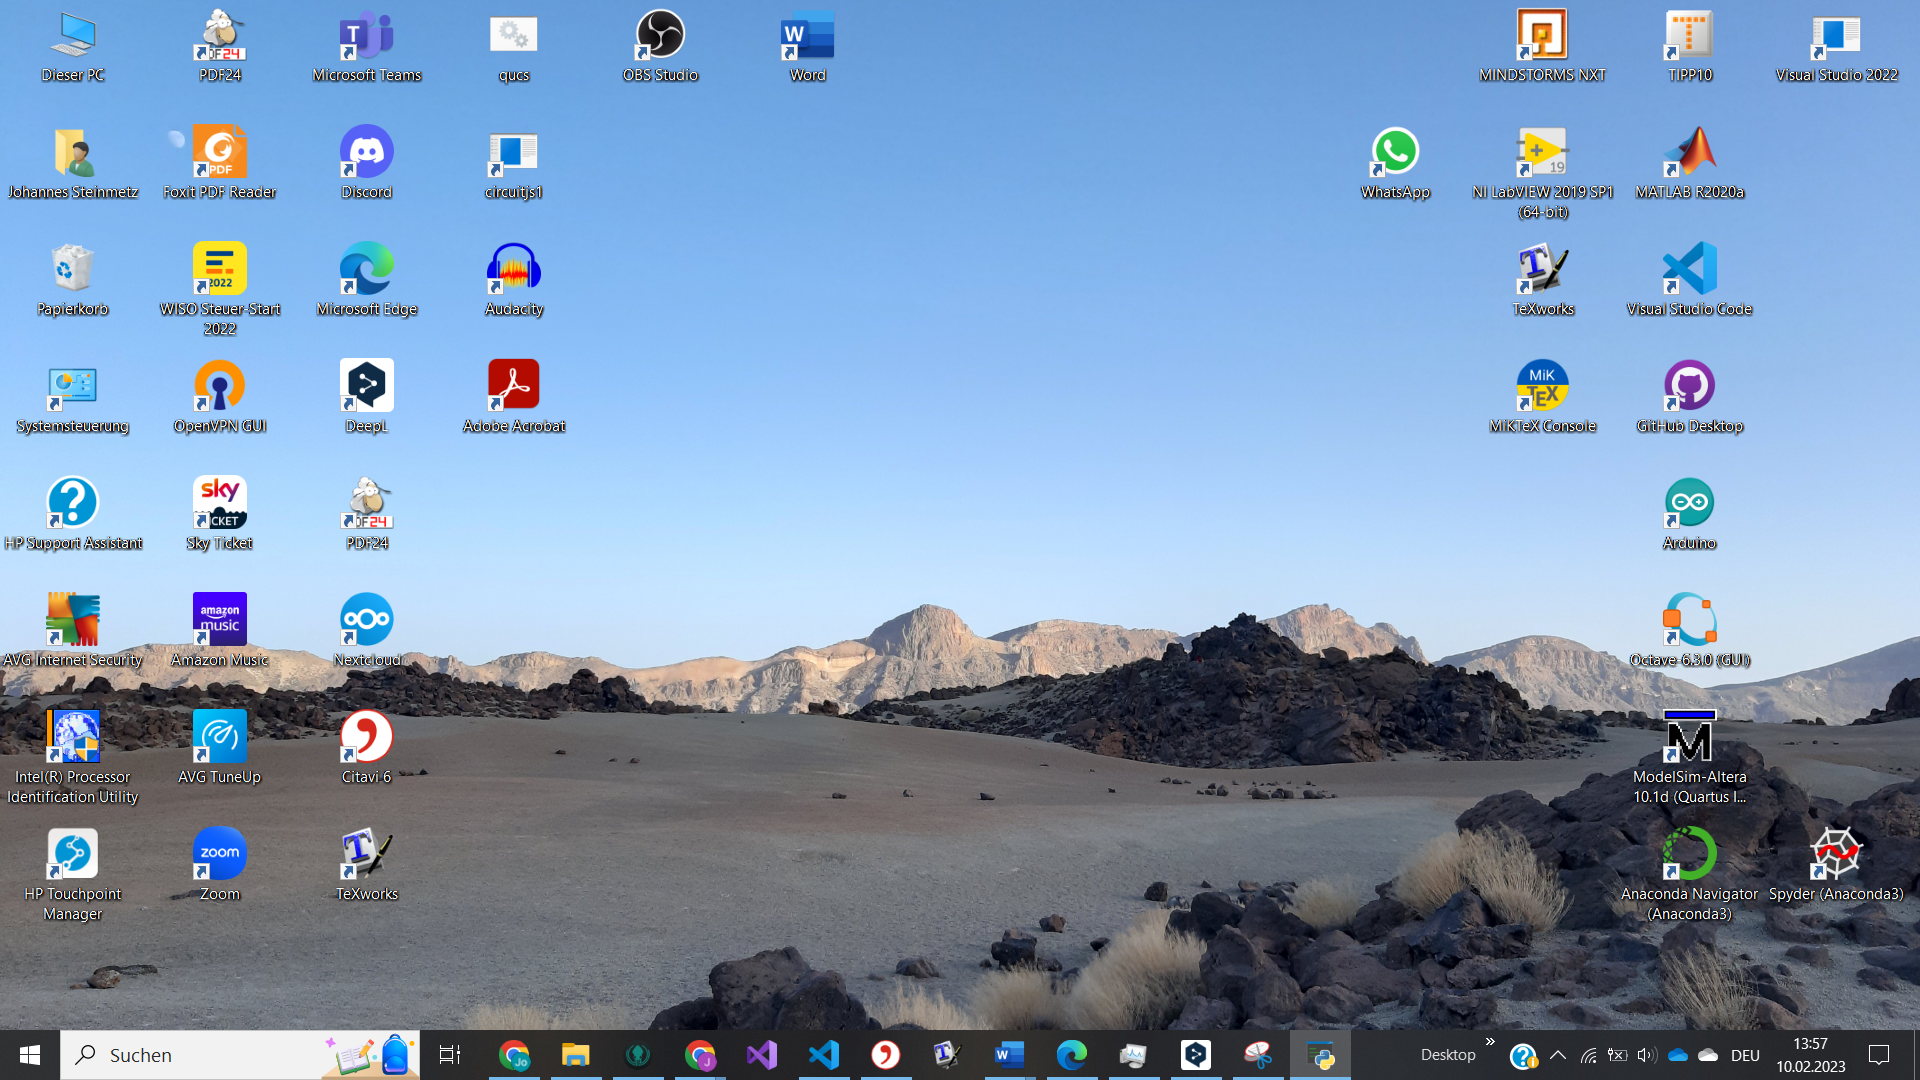 Dieser PC
PDF24
Microsoft Teams
qucs
OBS Studio
Word
MINDSTORMS NXT
TIPP10
Visual Studio 2022
Johannes Steinmetz
Foxit PDF Reader
Discord
circuitjs1
WhatsApp
NI LabVIEW 2019 SP1
(64-bit)
MATLAB R2020a
Papierkorb
WISO Steuer-Start
2022
Microsoft Edge
Audacity
TeXworks
Visual Studio Code
Systemsteuerung
OpenVPN GUI
DeepL
Adobe Acrobat
MiKTeX Console
GitHub Desktop
HP Support Assistant
Sky Ticket
PDF24
Arduino
AVG Internet Security
Amazon Music
Nextcloud
Octave-6.3.0 (GUI)
Intel(R) Processor
Identification Utility
AVG TuneUp
Citavi 6
ModelSim-Altera
10.1d (Quartus I...
HP Touchpoint
Manager
Zoom
TeXworks
Anaconda Navigator
(Anaconda3)
Spyder (Anaconda3)
Suchen
Desktop
DEU
13:57
10.02.2023